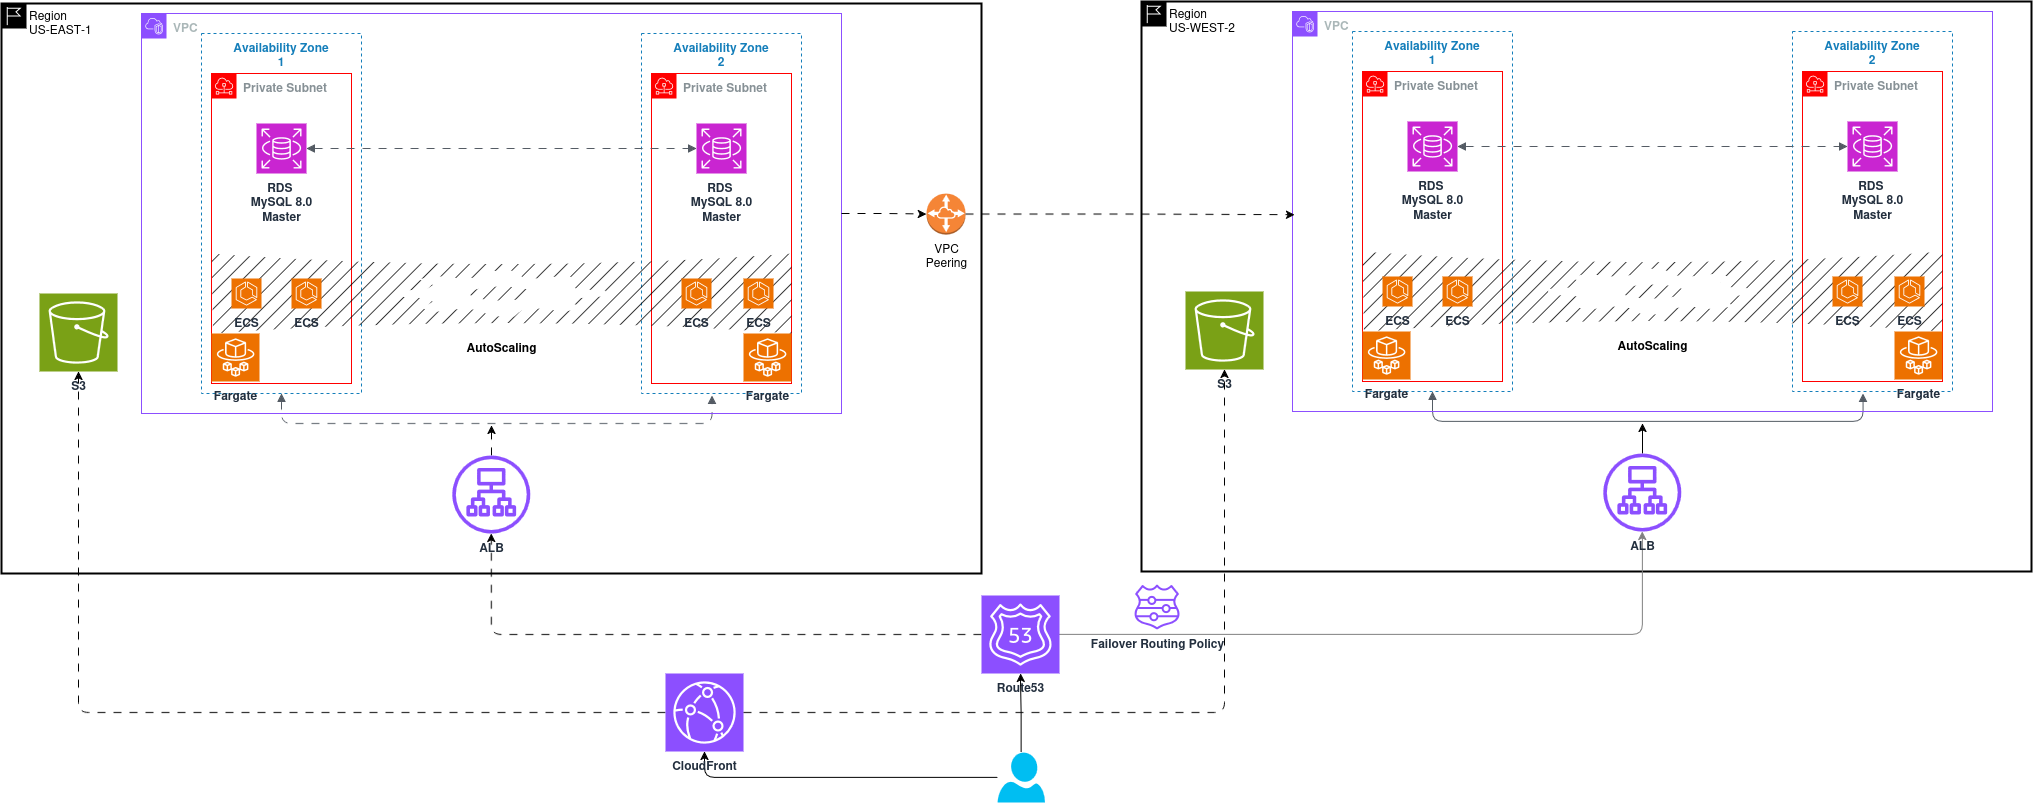 Region
US-EAST-1
VPC
Availability Zone
1
Private Subnet
RDS
MySQL 8.0
Master
ECS
ECS
Fargate
Availability Zone
2
Private Subnet
RDS
MySQL 8.0
Master
ECS
ECS
Fargate
AutoScaling
S3
ALB
VPC
Peering
Region
US-WEST-2
VPC
Availability Zone
1
Private Subnet
RDS
MySQL 8.0
Master
ECS
ECS
Fargate
Availability Zone
2
Private Subnet
RDS
MySQL 8.0
Master
ECS
ECS
Fargate
AutoScaling
S3
ALB
53
Route53
Failover Routing Policy
CloudFront